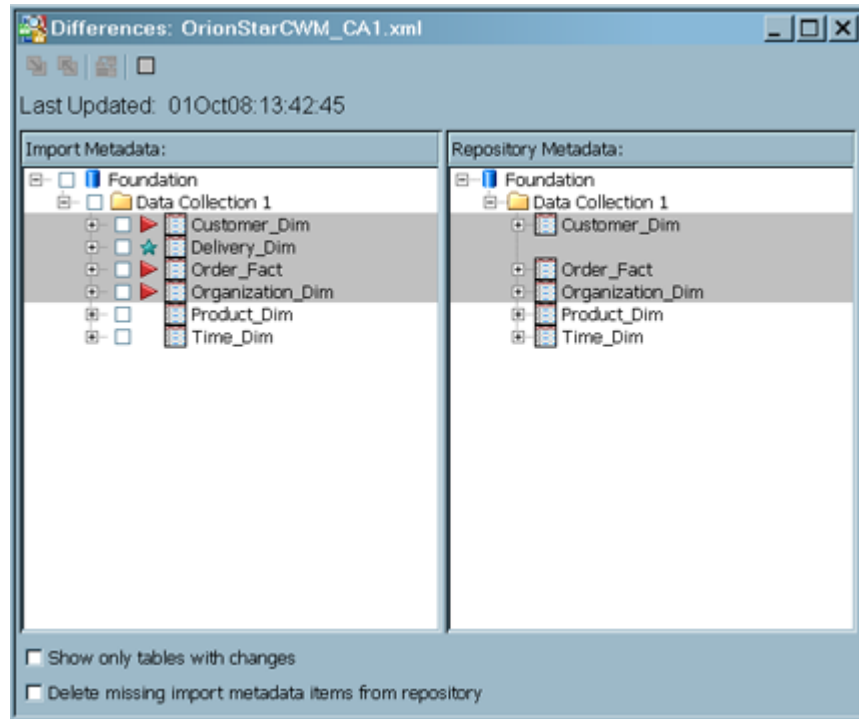 Differences: OrionStarCWM_CA1.xml
Last Updated: 01Oct08:13:42:45
Import Metadata:
Foundation
Data Collection 1
Customer_Dim
Delivery_Dim
Order_Fact
Organization_Dim
Product_Dim
Time_Dim
Repository Metadata:
Foundation
Data Collection 1
Customer_Dim
Order_Fact
Organization_Dim
Product_Dim
Time_Dim
Show only tables with changes
Delete missing import metadata items from repository